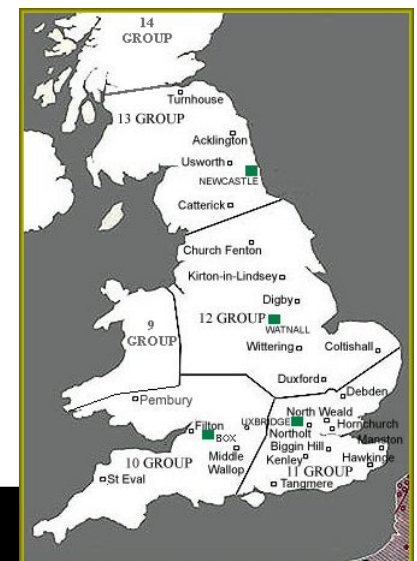 14
GROUP
Turnhouse
13 GROUP
Acklington
Usworth
NEWCASTLE
Catterick
Church Fenton
Kirton-in-Lindsey
Digby
9
GROUP
12 GROUP
WATNALL
Wittering
Coltishall
Duxford
Debden
Pembury
Filton
BOX
UXBRIDGE
North Weald
Northolt
Hornchurch
Manston
Biggin Hill
10 GROUP
Middle
Wallop
Kenley
11 GROUP
Hawkinge
St Eval
Tangmere